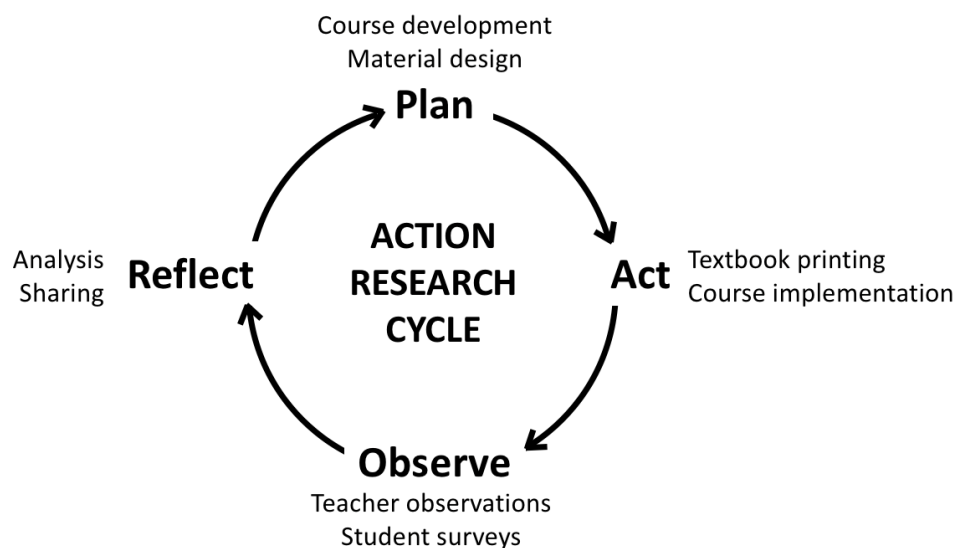 Course development
Material design
Plan
ACTION
RESEARCH
CYCLE
Act
Textbook printing
Course implementation
Observe
Teacher observations
Student surveys
Reflect
Analysis
Sharing